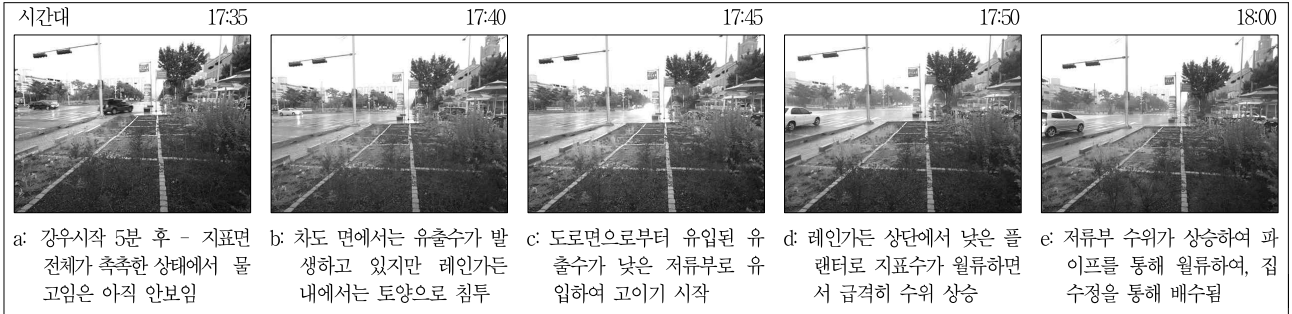 시간대 17:35 17:40 17:45 17:50 18:00
a: 강우시작 5분 후 - 지표면
전체가 촉촉한 상태에서 물
고임은 아직 안보임
b: 차도 면에서는 유출수가 발
생하고 있지만 레인가든
내에서는 토양으로 침투
c: 도로면으로부터 유입된 유
출수가 낮은 저류부로 유
입하여 고이기 시작
d: 레인가든 상단에서 낮은 플
랜터로 지표수가 월류하면
서 급격히 수위 상승
e: 저류부 수위가 상승하여 파
이프를 통해 월류하여, 집
수정을 통해 배수됨